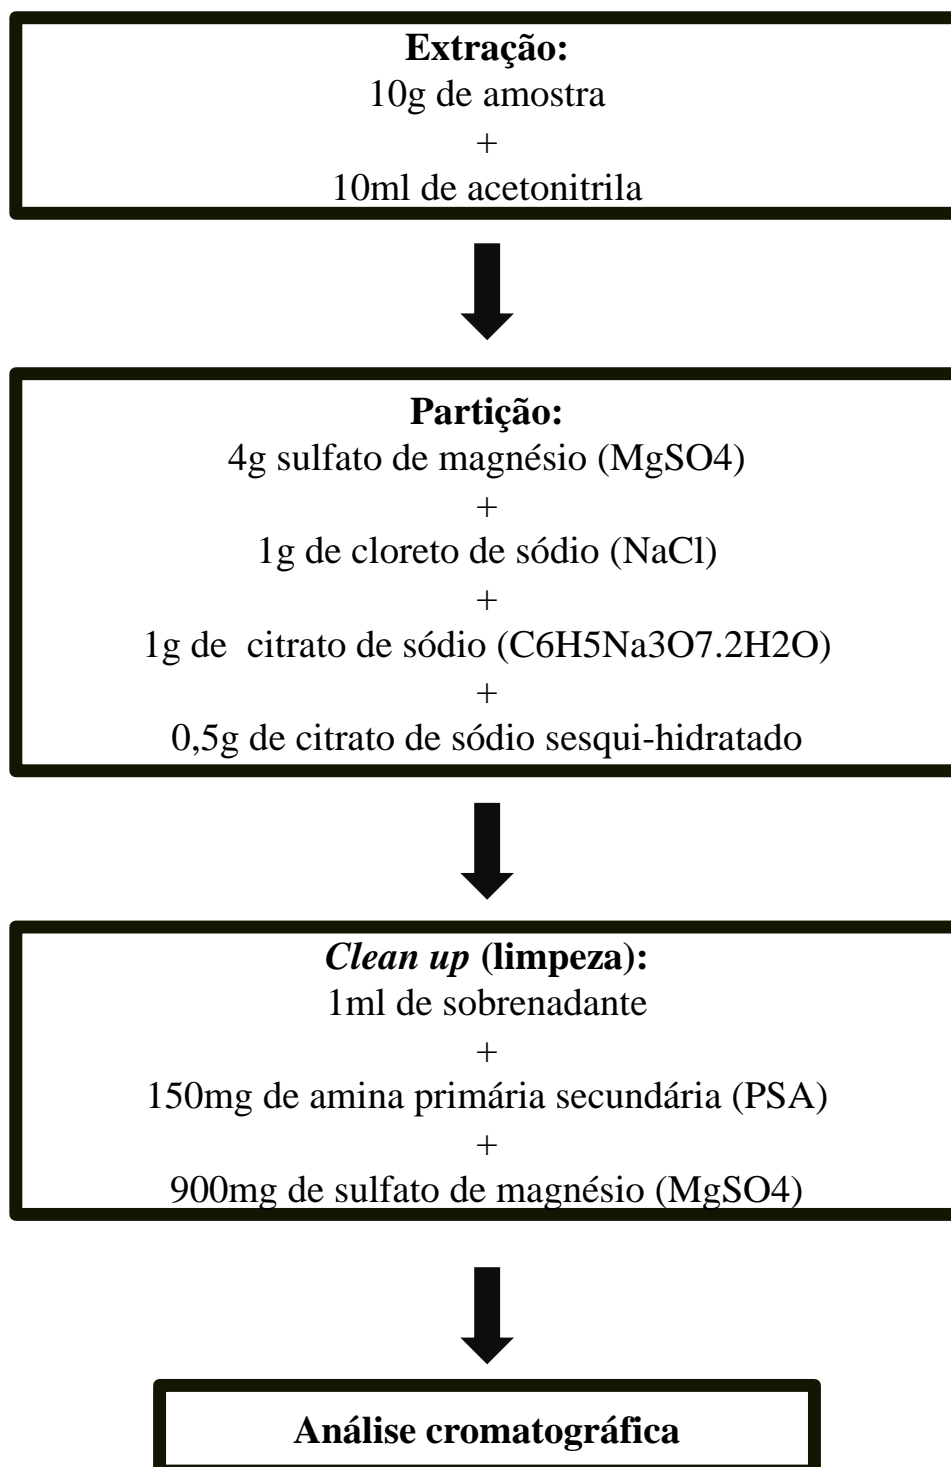 Extração:
10g de amostra
+
10ml de acetonitrila
Partição:
4g sulfato de magnésio (MgSO4)
+
1g de cloreto de sódio (NaCl)
+
1g de  citrato de sódio (C6H5Na3O7.2H2O)
+
0,5g de citrato de sódio sesqui-hidratado
Clean up (limpeza):
1ml de sobrenadante
+
150mg de amina primária secundária (PSA)
+
900mg de sulfato de magnésio (MgSO4)
Análise cromatográfica